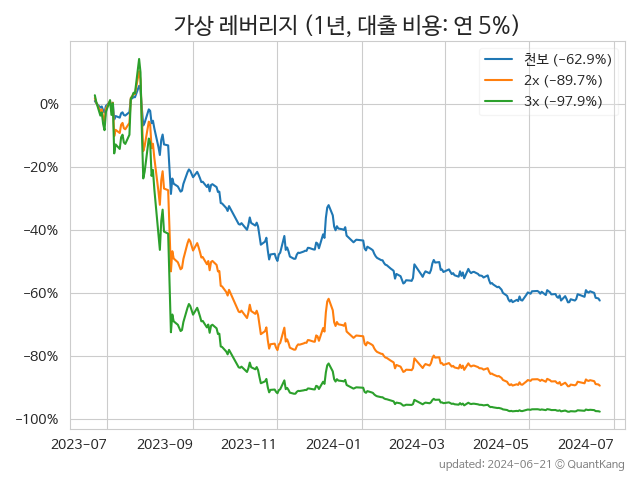 가상 레버리지 (1년, 대출 비용: 연 5%)
천보 (−62.9%)
2x (−89.7%)
3x (−97.9%)
0%
−20%
−40%
−60%
−80%
−100%
2023-07 2023-09 2023-11 2024-01 2024-03 2024-05 2024-07
updated: 2024-06-21 © QuantKang